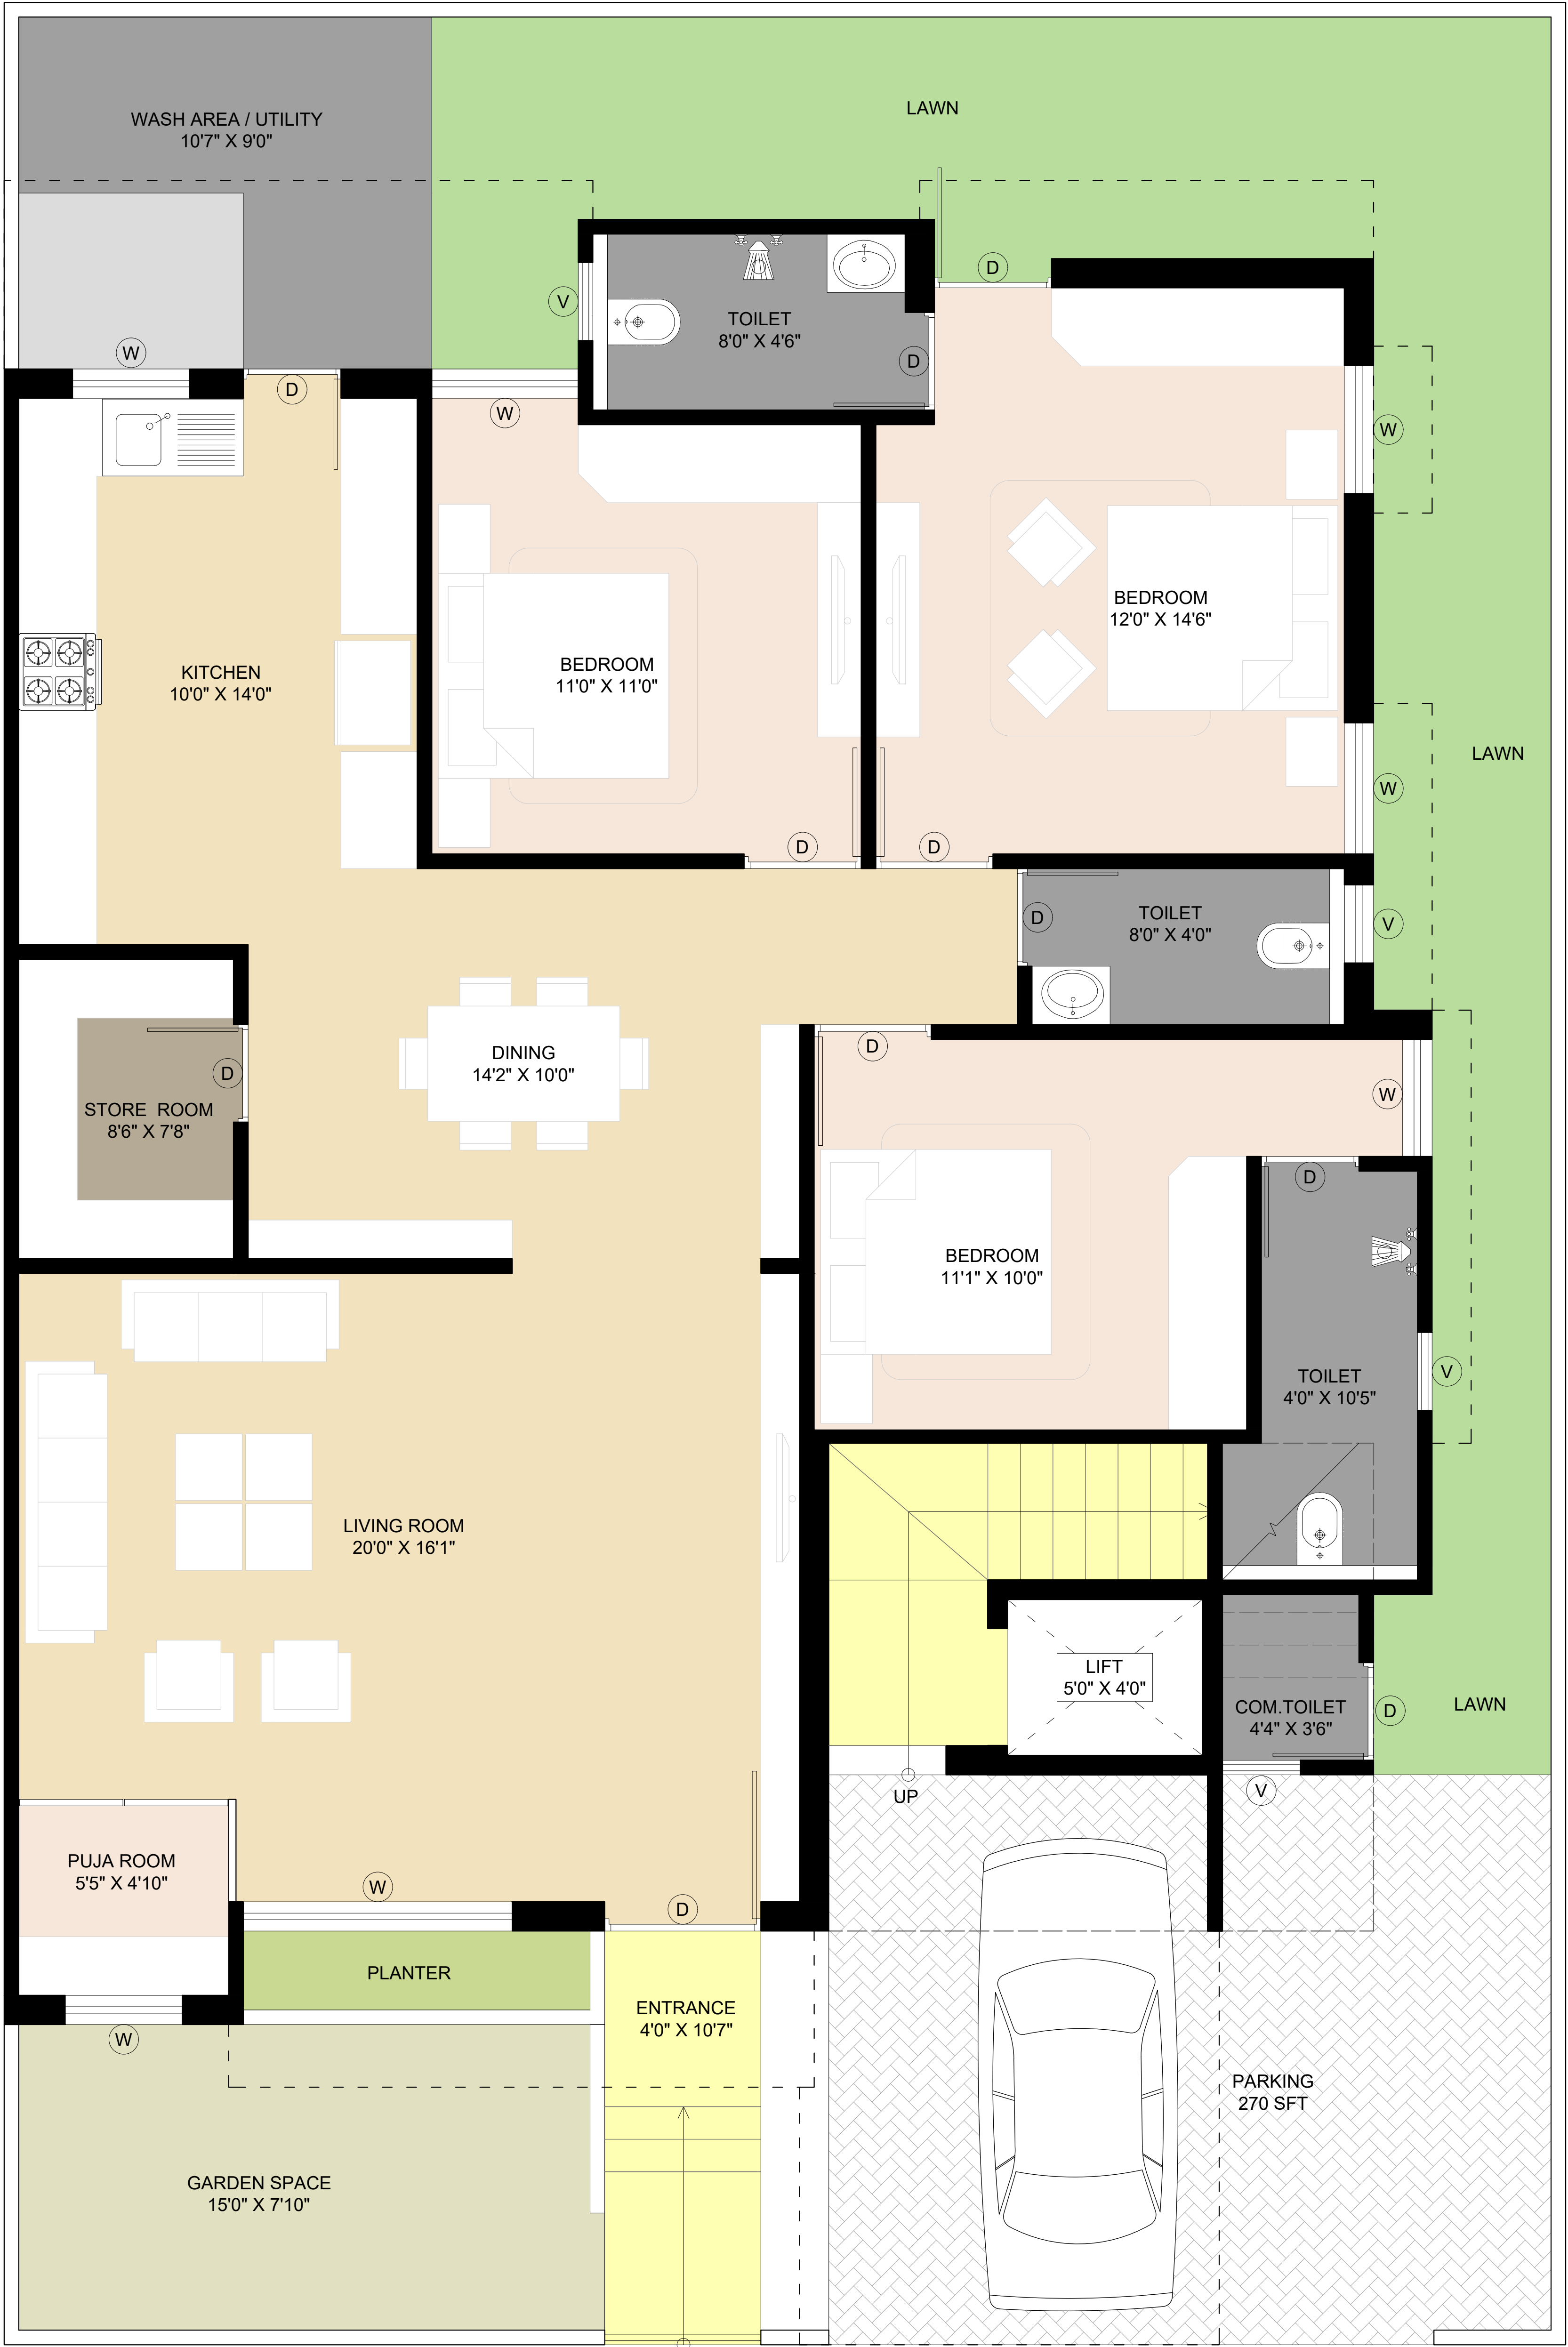 WASH AREA / UTILITY
10'7" X 9'0"
LAWN
D
V
TOILET
8'0" X 4'6"
D
W
D
W
W
BEDROOM
12'0" X 14'6"
BEDROOM
11'0" X 11'0"
KITCHEN
10'0" X 14'0"
LAWN
W
D
D
D
TOILET
8'0" X 4'0"
V
DINING
14'2" X 10'0"
D
D
W
STORE  ROOM
8'6" X 7'8"
D
BEDROOM
11'1" X 10'0"
TOILET
4'0" X 10'5"
V
LIVING ROOM
20'0" X 16'1"
LIFT
5'0" X 4'0"
COM.TOILET
4'4" X 3'6"
D
LAWN
UP
V
PUJA ROOM
5'5" X 4'10"
W
D
PLANTER
ENTRANCE
4'0" X 10'7"
W
PARKING
270 SFT
GARDEN SPACE
15'0" X 7'10"